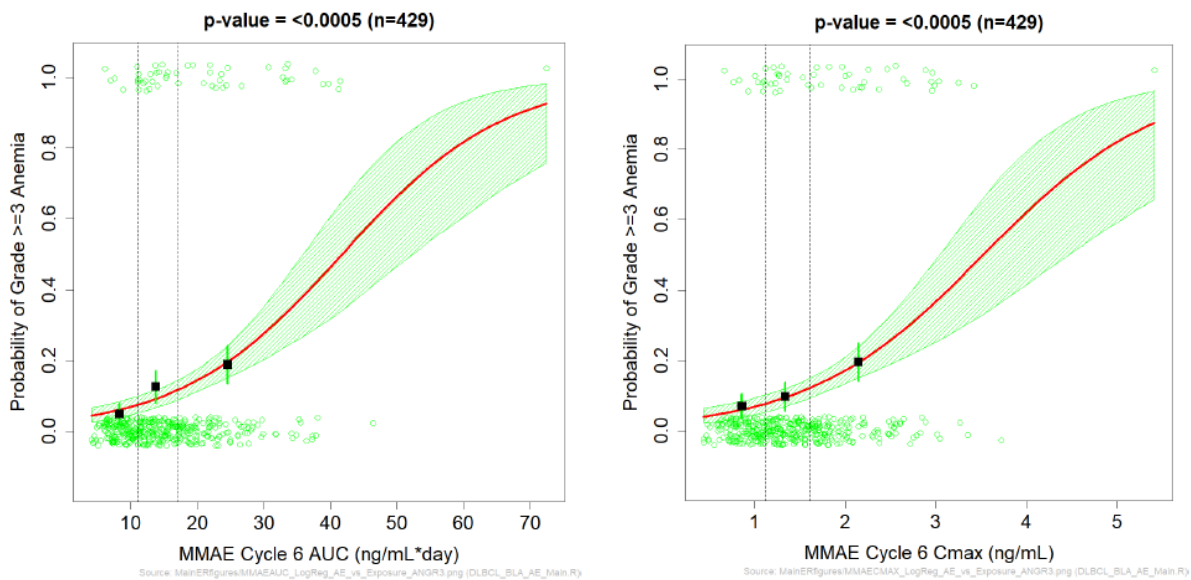 p-value = <0.0005 (n=429)
Probability of Grade >=3 Anemia
1.0
0.8
0.6
0.4
0.2
0.0
10 20 30 40 50 60 70
MMAE Cycle 6 AUC (ng/mL*day)
Source: MainERfigures/MMAEAUC_LogReg_AE_vs_Exposure_ANGR3.png (DLBCL_BLA_AE_Main.R)
p-value = <0.0005 (n=429)
Probability of Grade >=3 Anemia
1.0
0.8
0.6
0.4
0.2
0.0
1 2 3 4 5
MMAE Cycle 6 Cmax (ng/mL)
Source: MainERfigures/MMAECMAX_LogReg_AE_vs_Exposure_ANGR3.png (DLBCL_BLA_AE_Main.R)